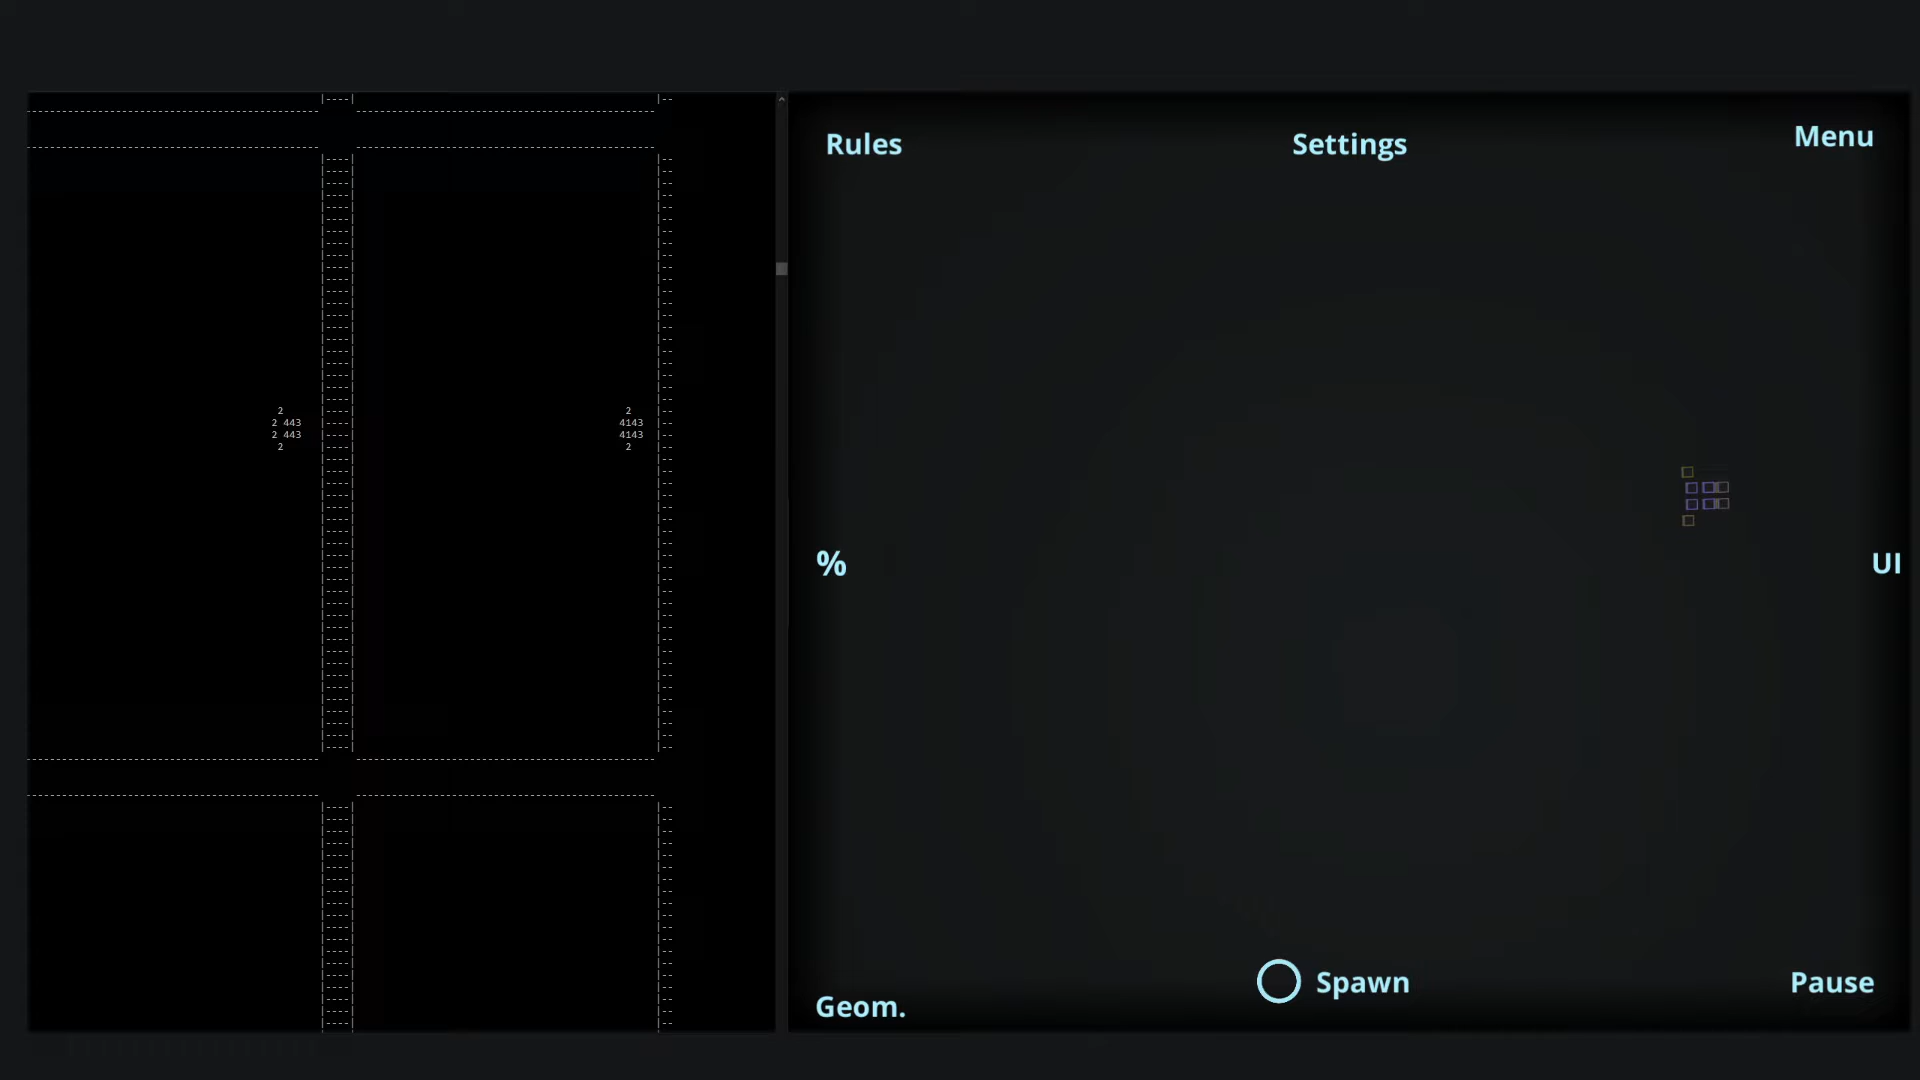 2 2
2 443 4143
2 443 4143
2 2
Rules
Settings
Menu
%
UI
Geom.
Spawn
Pause